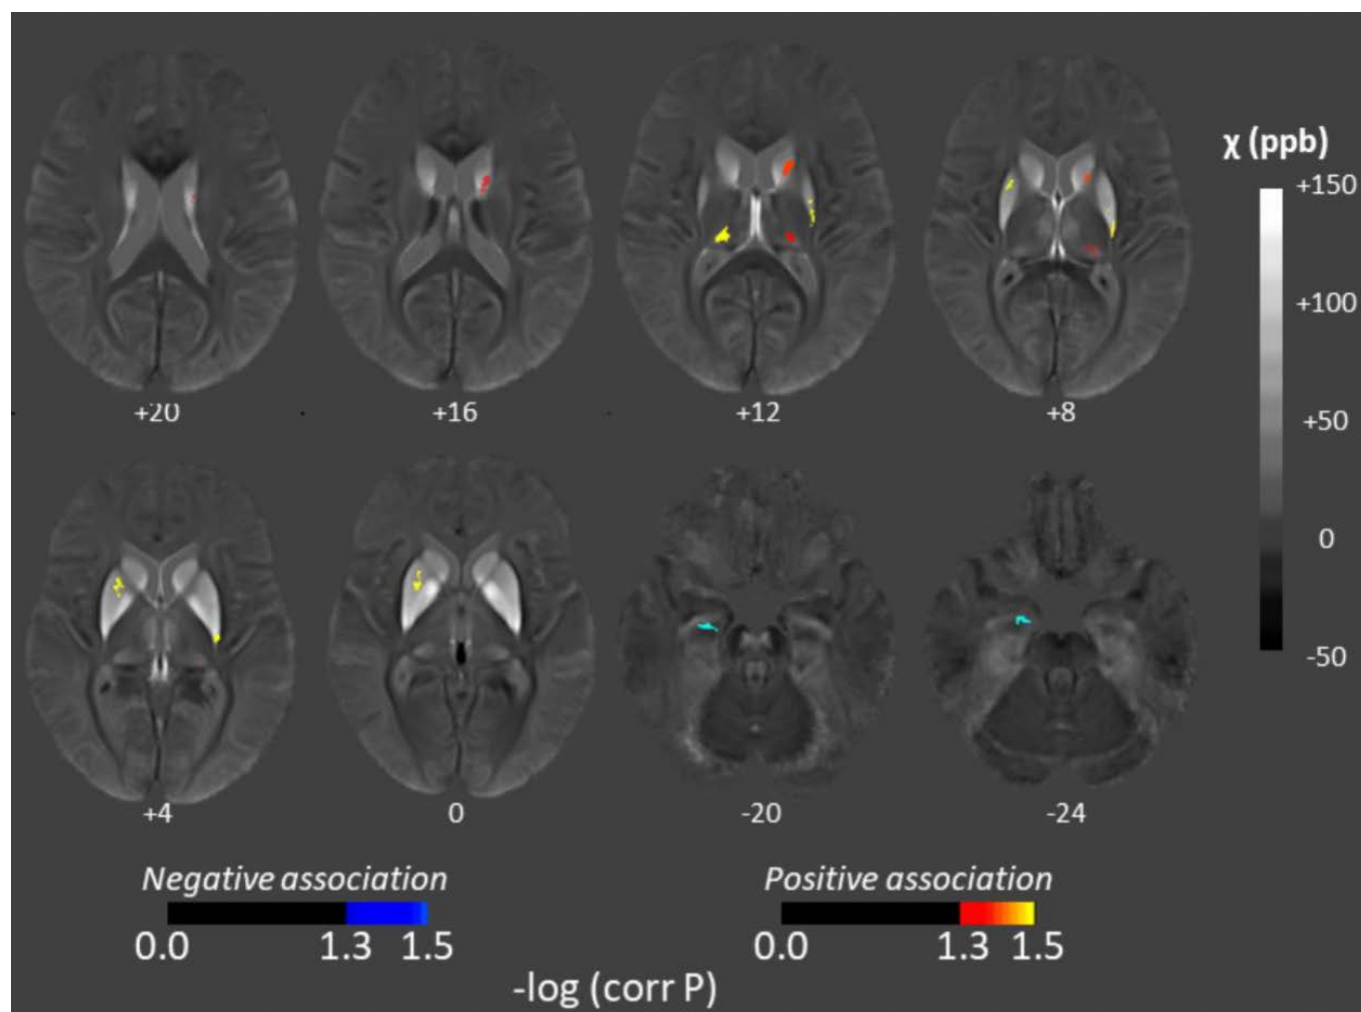 χ (ppb)
+150
+100
+50
0
-50
+20 +16 +12 +8
+4 0 -20 -24
Negative association Positive association
0.0 1.3 1.5 0.0 1.3 1.5
-log (corr P)